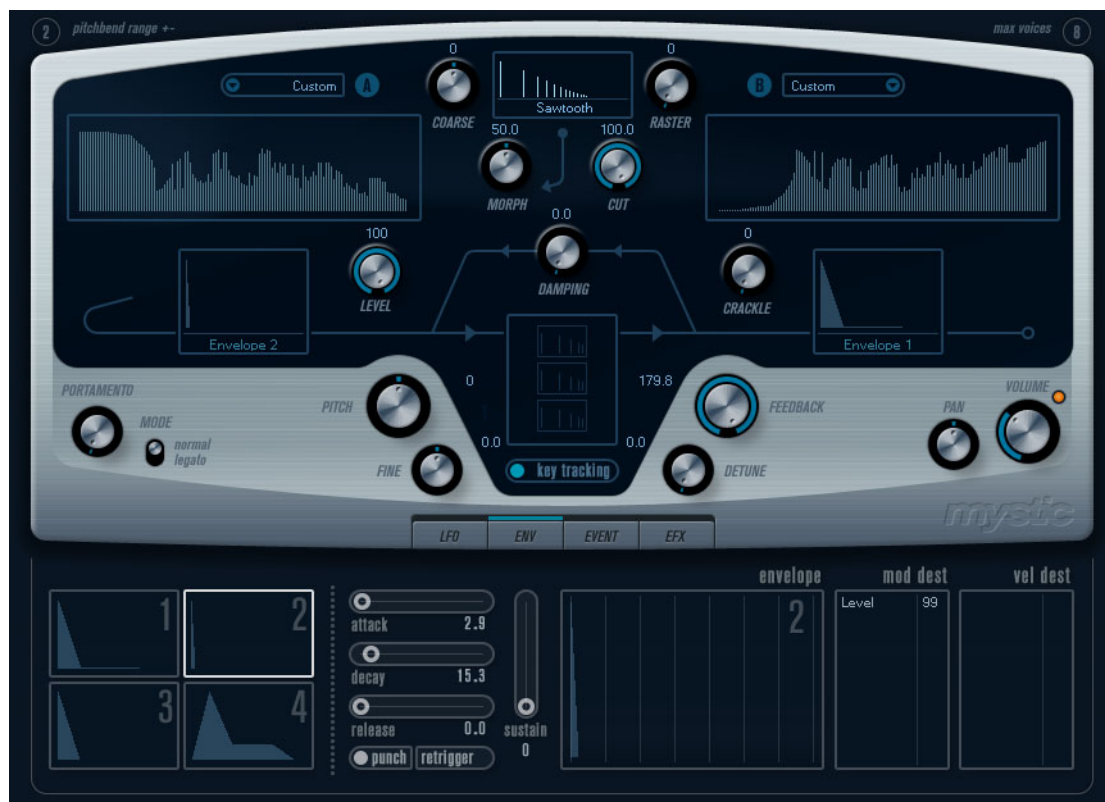 2 pitchbend range +- max voices 8
0 0
Custom A B Custom
Sawtooth
COARSE RASTER
50.0 100.0
MORPH CUT
0.0
100 0
DAMPING
LEVEL CRACKLE
Envelope 2 Envelope 1
PORTAMENTO 0 179.8 VOLUME
PITCH FEEDBACK PAN
MODE
normal
legato
0.0 0.0
FINE key tracking DETUNE
mystic
LFO ENV EVENT EFX
envelope mod dest vel dest
1 2 attack 2.9 2 Level 99
decay 15.3
3 4 release 0.0 sustain
punch retrigger 0